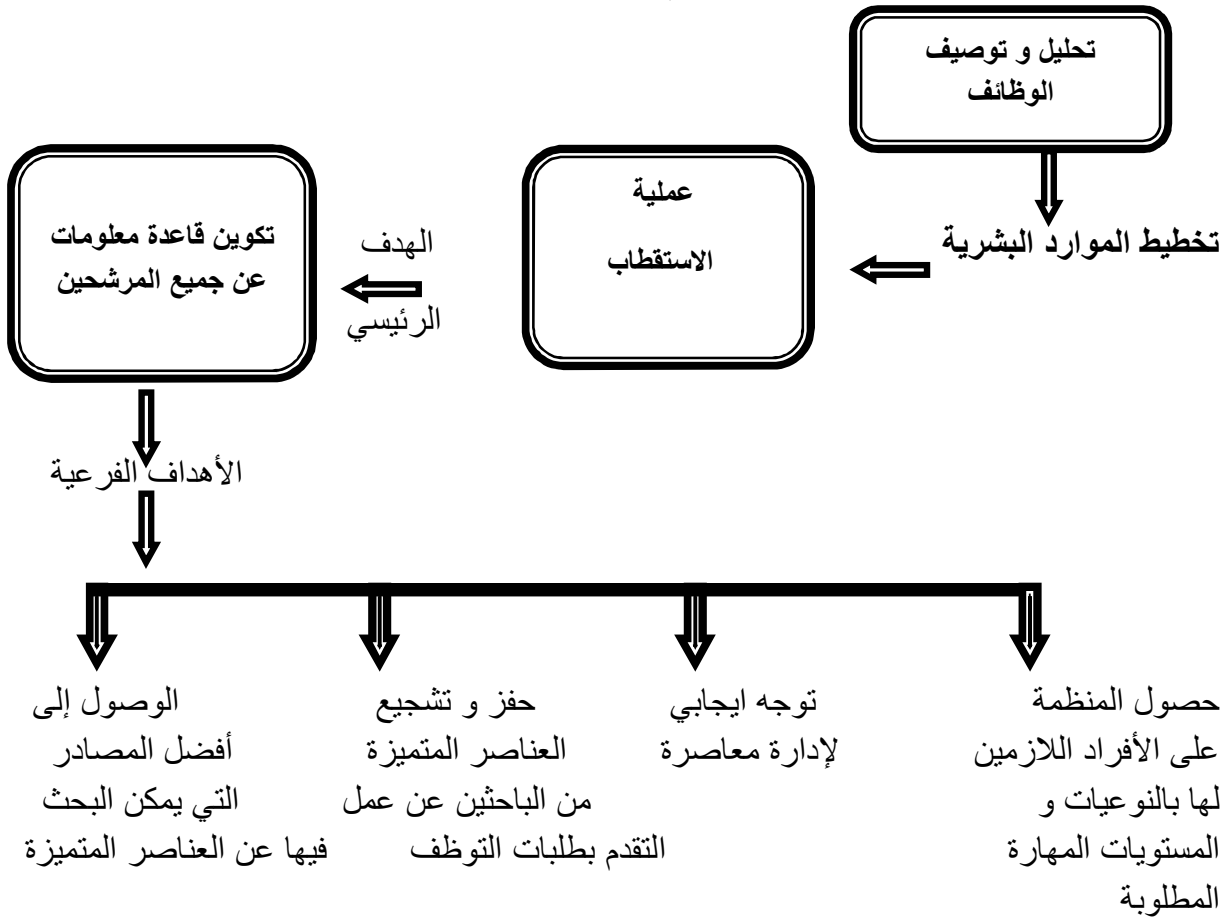 تحليل و توصيف
الوظائف
تخطيط الموارد البشرية
عملية
الاستقطاب
الهدف
الرئيسي
تكوين قاعدة معلومات
عن جميع المرشحين
الأهداف الفرعية
حصول المنظمة
على الأفراد اللازمين
لها بالنوعيات و
المستويات المهارة
المطلوبة
توجه ايجابي
لإدارة معاصرة
حفز و تشجيع
العناصر المتميزة
من الباحثين عن عمل
التقدم بطلبات التوظف
الوصول إلى
أفضل المصادر
التي يمكن البحث
فيها عن العناصر المتميزة